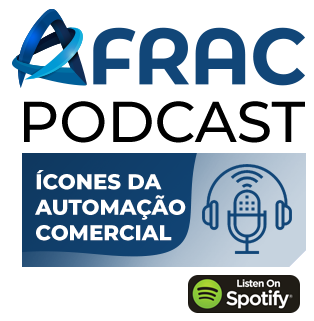 AFRAC
PODCAST
ÍCONES DA
AUTOMAÇÃO
COMERCIAL
Listen On
Spotify